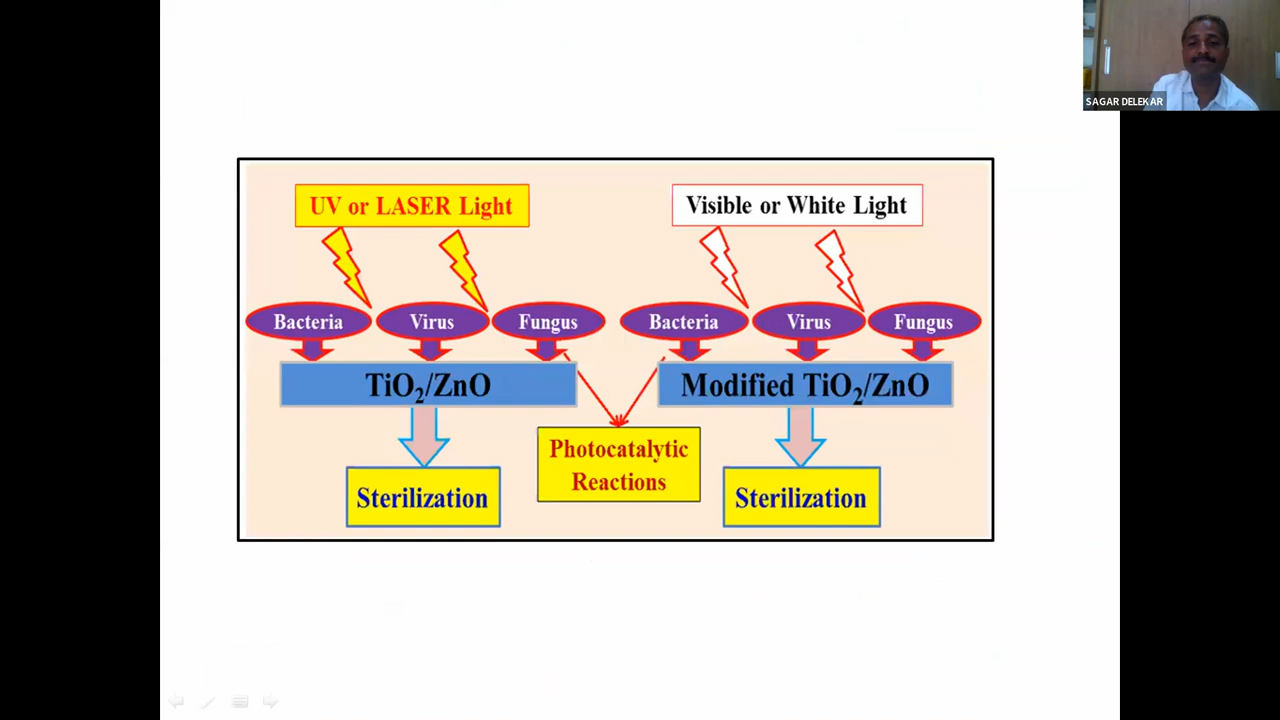 SAGAR DELEKAR
UV or LASER Light
Visible or White Light
Bacteria
Virus
Fungus
Bacteria
Virus
Fungus
TiO₂/ZnO
Modified TiO₂/ZnO
Photocatalytic
Reactions
Sterilization
Sterilization